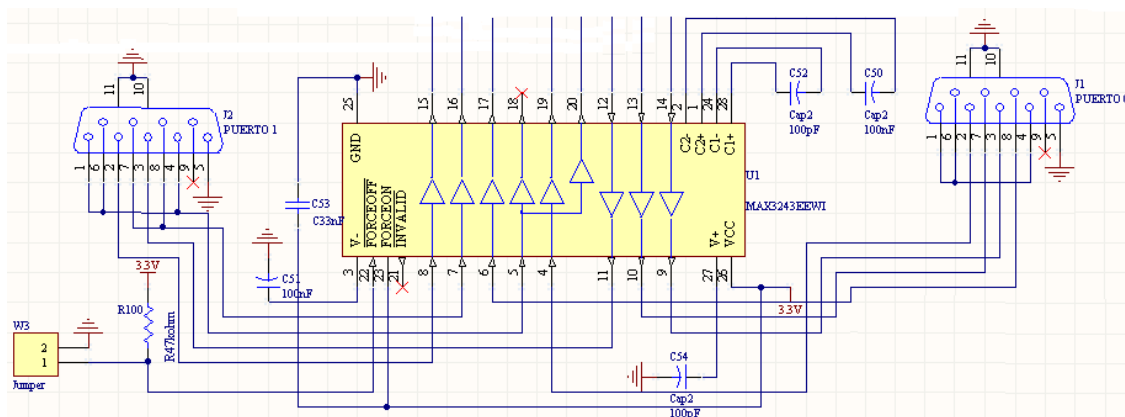 11
10
J2
PUERTO 1
1 6 2 7 3 8 4 9 5
25
15 16 17 18 19 20 12 13 14 2 1 24 28
C52
Cap2
100pF
C50
Cap2
100nF
11
10
J1
PUERTO
1 6 2 7 3 8 4 9 5
GND
C2-
C2+
C1-
C1+
U1
MAX3243EEWI
C53
C33nF
V-
FORCEOFF
FORCEON
INVALID
V+
VCC
3 22 23 21 8 7 6 5 4 11 10 9 27 26
C51
100nF
33V
33V
R100
R47kohm
W3
2
1
Jumper
C54
Cap2
100pF